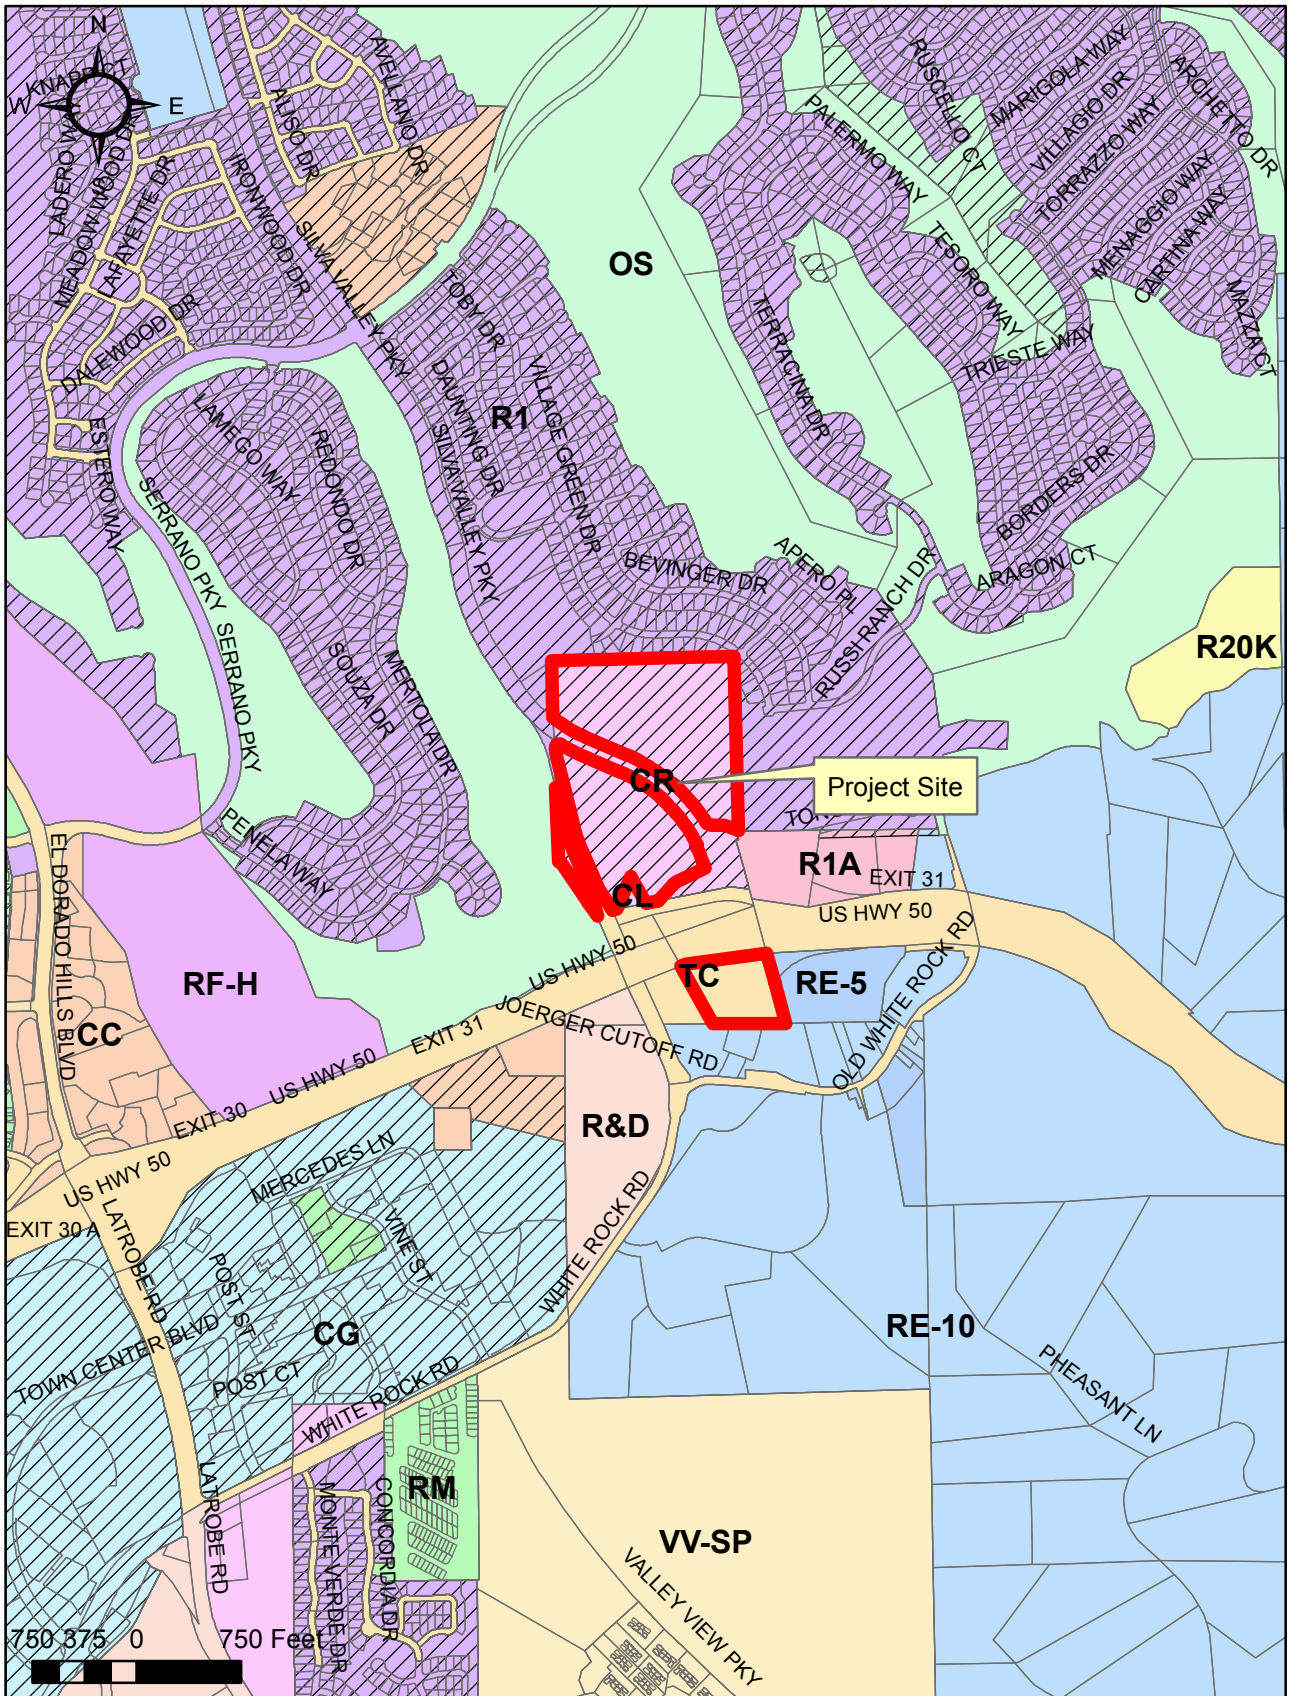 N
W
E
KNAPP CT
LADERO W
MEADOW WOOD DR
LAFAYETTE DR
IRONWOOD DR
ALISO DR
AVELLANO DR
SILVA VALLEY PKY
DALEWOOD DR
ESTERO WAY
TOBY DR
OS
PALERMO WAY
RUSCELLO CT
MARIGOLA WAY
VILLAGIO DR
TORRAZZO WAY
ARCHETTO DR
MENAGGIO WAY
CARTINA WAY
MAZZA CT
TESORO WAY
TRIESTE WAY
TERRACINA DR
BORDERS DR
ARAGON CT
R1
DAUNTING DR
VILLAGE GREEN DR
SILVA VALLEY PKY
LAMEGO WAY
REDONDO DR
SERRANO PKY
SERRANO PKY
BEVINGER DR
APERO PL
RUSSI RANCH DR
R20K
SOUZA DR
MERTOLA DR
CR
Project Site
TON
PENELA WAY
CL
R1A
EXIT 31
US HWY 50
EL DORADO HILLS BLVD
RF-H
US HWY 50
TC
RE-5
OLD WHITE ROCK RD
CC
JOERGER CUTOFF RD
EXIT 31
US HWY 50
EXIT 30
US HWY 50
EXIT 30 A
R&D
MERCEDES LN
VINE ST
LATROBE RD
POST ST
WHITE ROCK RD
TOWN CENTER BLVD
CG
POST CT
WHITE ROCK RD
RE-10
PHEASANT LN
RM
LATROBE RD
MONTE VERDE DR
CONCORDIA DR
VV-SP
VALLEY VIEW PKY
750 375 0 750 Feet